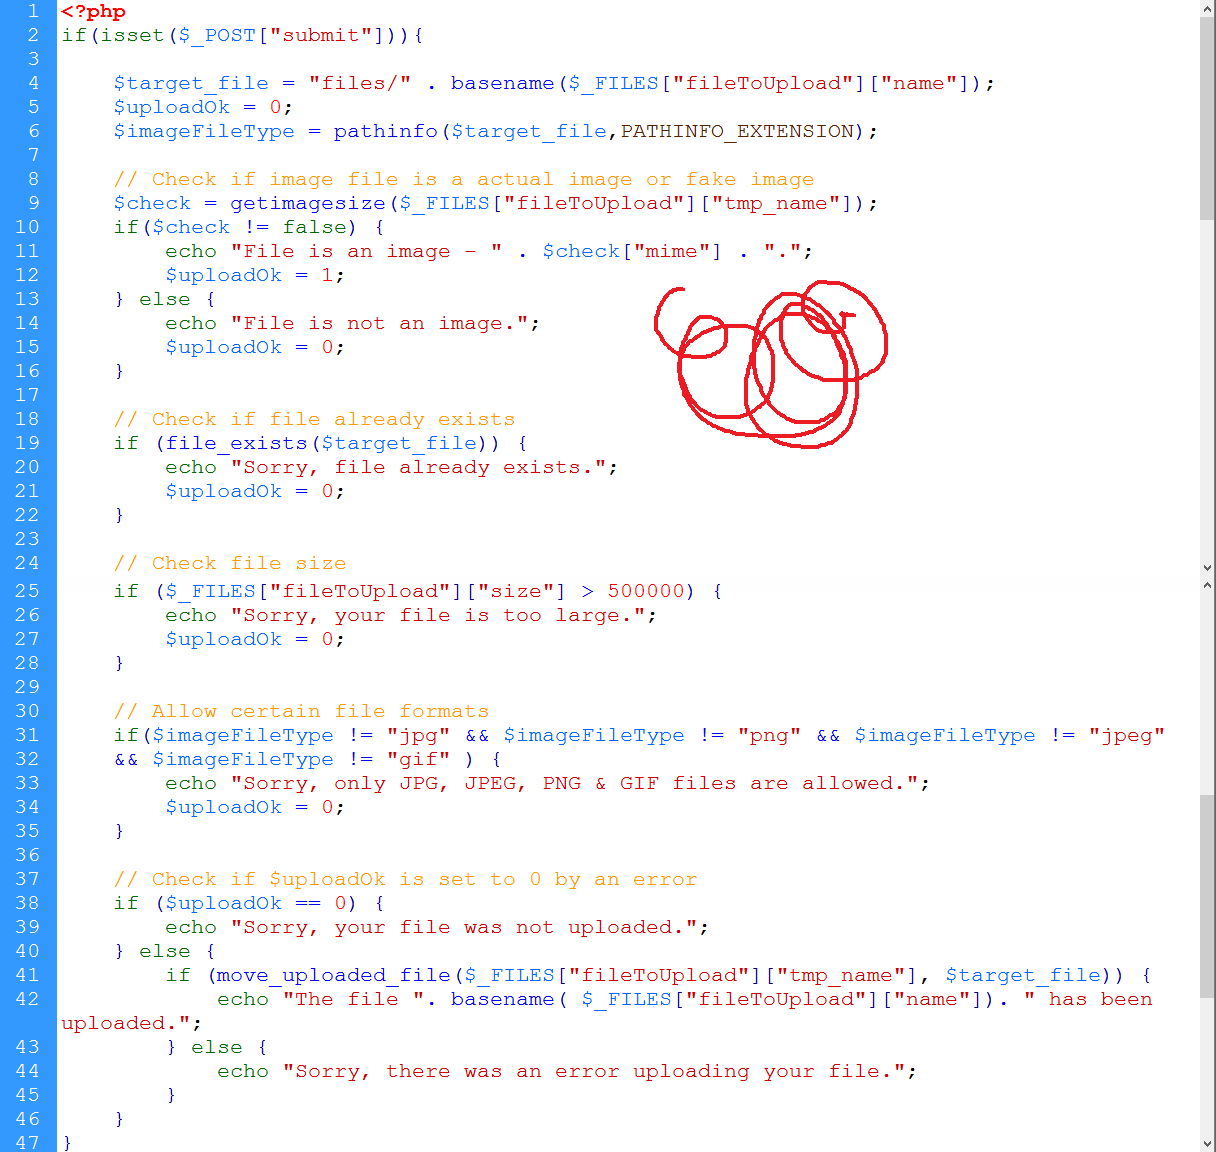 1 <?php
2 if(isset($_POST["submit"])){
3
4 $target_file = "files/" . basename($_FILES["fileToUpload"]["name"]);
5 $uploadOk = 0;
6 $imageFileType = pathinfo($target_file,PATHINFO_EXTENSION);
7
8 // Check if image file is a actual image or fake image
9 $check = getimagesize($_FILES["fileToUpload"]["tmp_name"]);
10 if($check != false) {
11 echo "File is an image - " . $check["mime"] . ".";
12 $uploadOk = 1;
13 } else {
14 echo "File is not an image.";
15 $uploadOk = 0;
16 }
17
18 // Check if file already exists
19 if (file_exists($target_file)) {
20 echo "Sorry, file already exists.";
21 $uploadOk = 0;
22 }
23
24 // Check file size
25 if ($_FILES["fileToUpload"]["size"] > 500000) {
26 echo "Sorry, your file is too large.";
27 $uploadOk = 0;
28 }
29
30 // Allow certain file formats
31 if($imageFileType != "jpg" && $imageFileType != "png" && $imageFileType != "jpeg"
32 && $imageFileType != "gif" ) {
33 echo "Sorry, only JPG, JPEG, PNG & GIF files are allowed.";
34 $uploadOk = 0;
35 }
36
37 // Check if $uploadOk is set to 0 by an error
38 if ($uploadOk == 0) {
39 echo "Sorry, your file was not uploaded.";
40 } else {
41 if (move_uploaded_file($_FILES["fileToUpload"]["tmp_name"], $target_file)) {
42 echo "The file ". basename( $_FILES["fileToUpload"]["name"]). " has been
uploaded.";
43 } else {
44 echo "Sorry, there was an error uploading your file.";
45 }
46 }
47 }